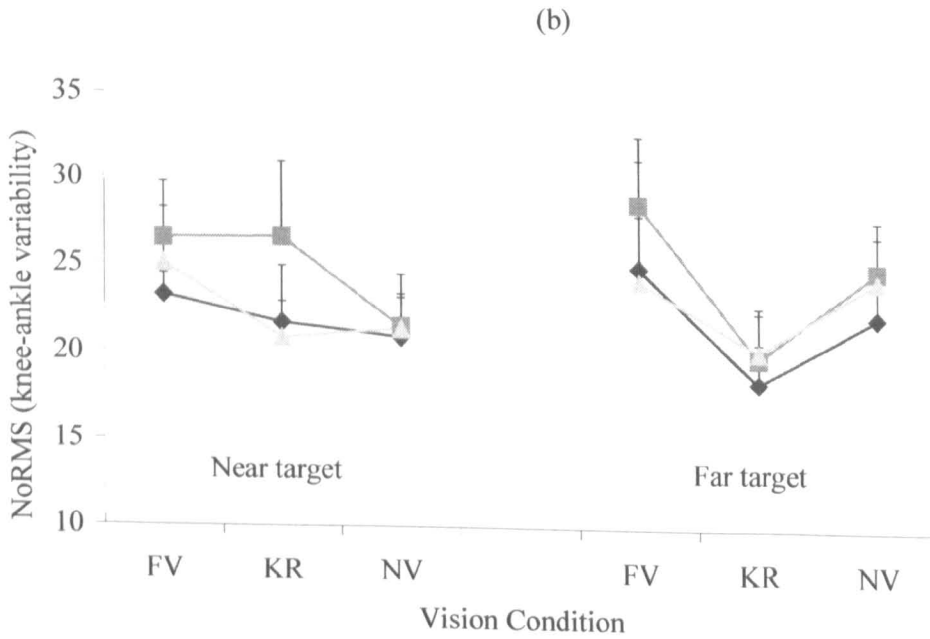 (b)
NoRMS (knee-ankle variability)
35
30
25
20
15
10
Near target
Far target
FV KR NV FV KR NV
Vision Condition